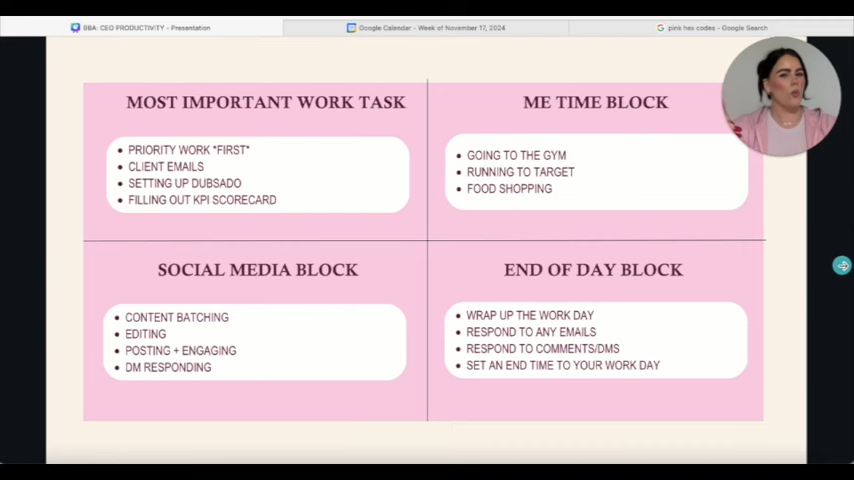 BBA: CEO PRODUCTIVITY - Presentation
Google Calendar - Week of November 17, 2024
pink hex codes - Google Search
MOST IMPORTANT WORK TASK
PRIORITY WORK *FIRST*
CLIENT EMAILS
SETTING UP DUBSADO
FILLING OUT KPI SCORECARD
ME TIME BLOCK
GOING TO THE GYM
RUNNING TO TARGET
FOOD SHOPPING
SOCIAL MEDIA BLOCK
CONTENT BATCHING
EDITING
POSTING + ENGAGING
DM RESPONDING
END OF DAY BLOCK
WRAP UP THE WORK DAY
RESPOND TO ANY EMAILS
RESPOND TO COMMENTS/DMS
SET AN END TIME TO YOUR WORK DAY